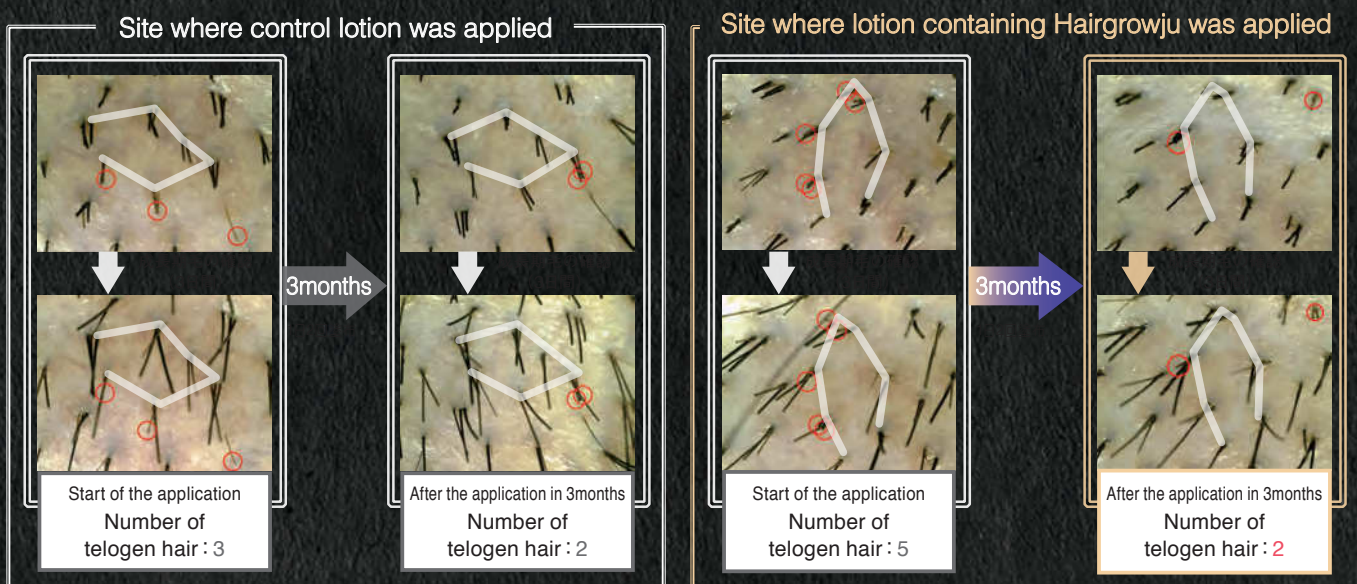 Site where control lotion was applied
Site where lotion containing Hairgrowju was applied
3months
3months
Start of the application
Number of
telogen hair : 3
After the application in 3months
Number of
telogen hair : 2
Start of the application
Number of
telogen hair : 5
After the application in 3months
Number of
telogen hair : 2